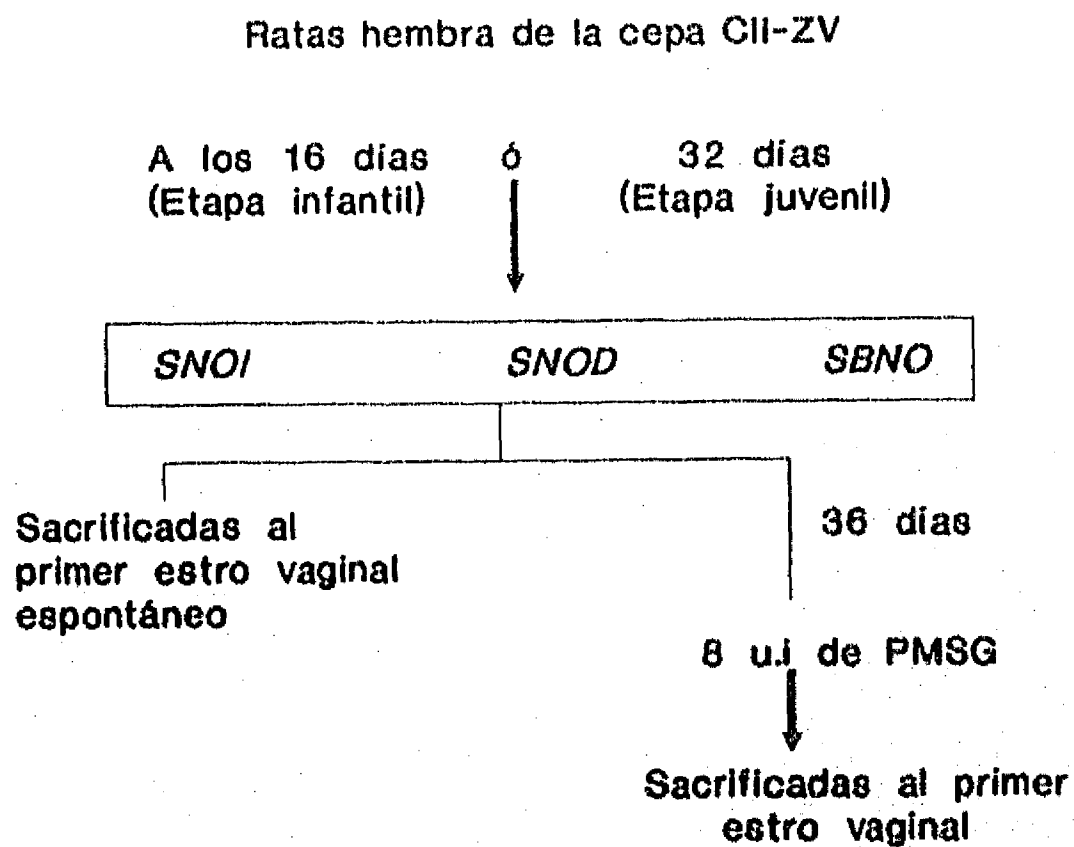 Ratas hembra de la cepa CII-ZV
A los 16 días ó 32 días
(Etapa infantil) (Etapa juvenil)
SNOI SNOD SBNO
Sacrificadas al
primer estro vaginal
espontáneo
36 días
8 u.i de PMSG
Sacrificadas al primer
estro vaginal